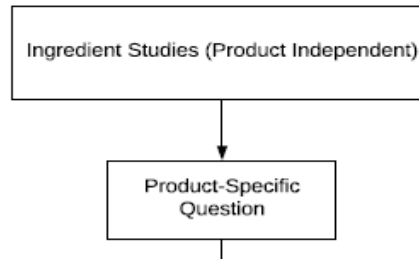 Ingredient Studies (Product Independent)
Product-Specific
Question